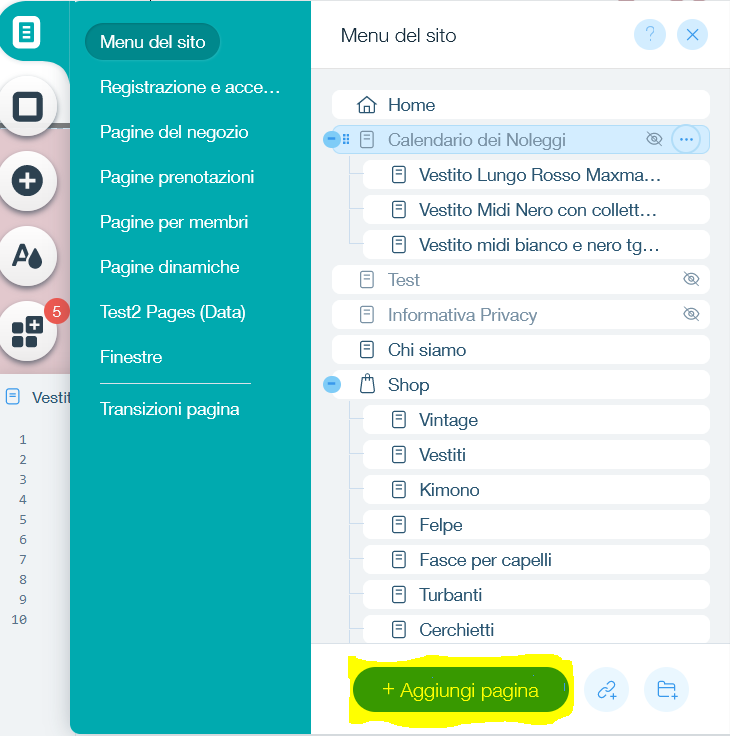 Menu del sito
Registrazione e acce...
Pagine del negozio
Pagine prenotazioni
Pagine per membri
Pagine dinamiche
Test2 Pages (Data)
Finestre
Transizioni pagina
5
Vestit
1
2
3
4
5
6
7
8
9
10
Menu del sito
?
Home
Calendario dei Noleggi
Vestito Lungo Rosso Maxma...
Vestito Midi Nero con collett...
Vestito midi bianco e nero tg...
Test
Informativa Privacy
Chi siamo
Shop
Vintage
Vestiti
Kimono
Felpe
Fasce per capelli
Turbanti
Cerchietti
+ Aggiungi pagina